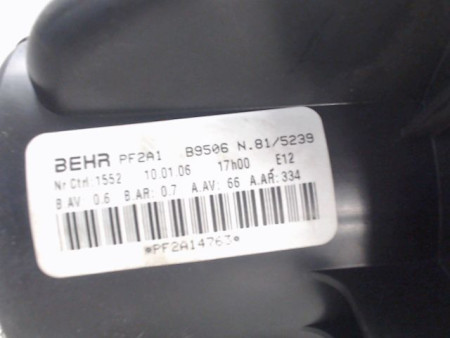 BEHR PF2A1 B9506 N.81/5239
Nr Ctrl.:1552 10.01.06 17h00 E12
B AV 0.6 B.AR: 0.7 A.AV: 66 A.AR: 334
*PF2A14763*